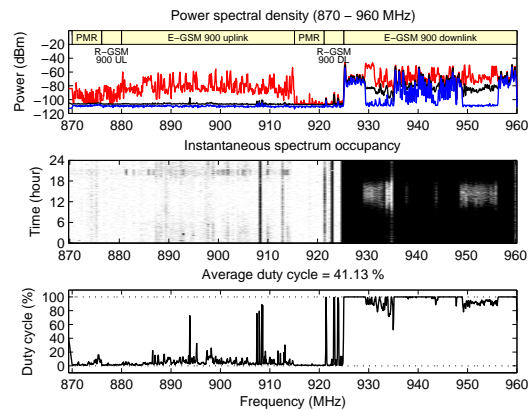 Power spectral density (870 – 960 MHz)
PMR
E−GSM 900 uplink
PMR
E−GSM 900 downlink
R−GSM
900 UL
R−GSM
900 DL
Power (dBm)
−20
−40
−60
−80
−100
−120
870 880 890 900 910 920 930 940 950 960
Instantaneous spectrum occupancy
Time (hour)
24
18
12
6
0
870 880 890 900 910 920 930 940 950 960
Average duty cycle = 41.13 %
Duty cycle (%)
100
80
60
40
20
0
870 880 890 900 910 920 930 940 950 960
Frequency (MHz)